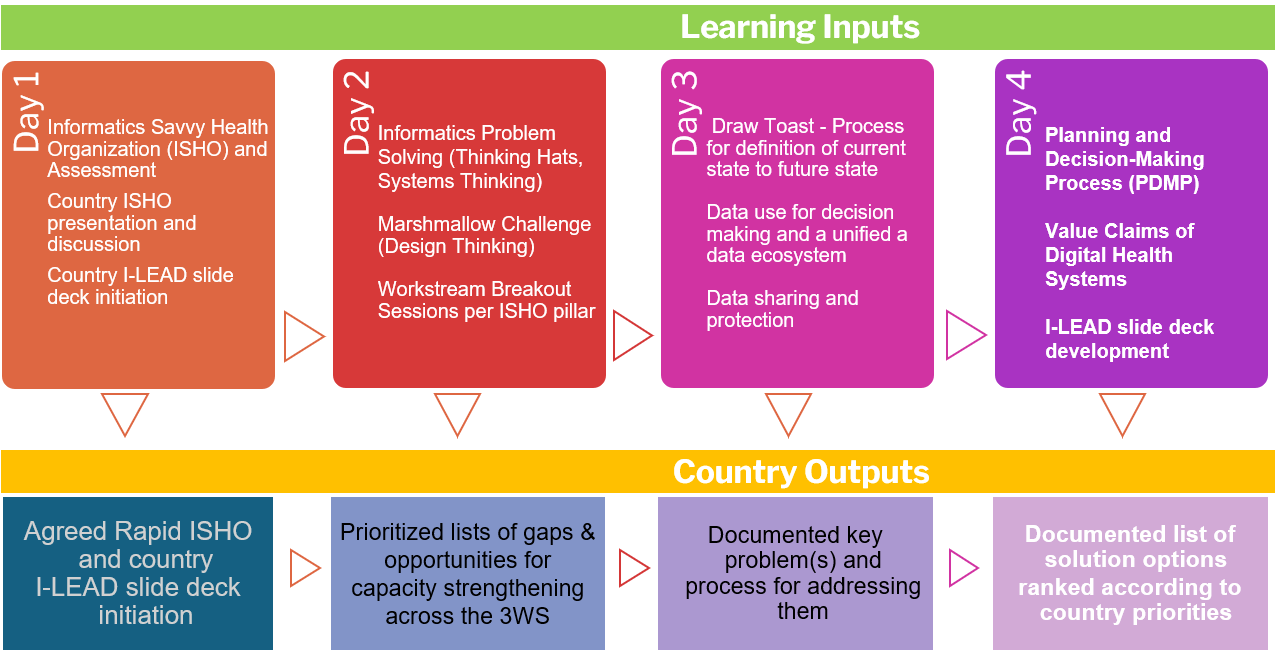 Learning Inputs
Day 1
Informatics Savvy Health
Organization (ISHO) and
Assessment
Country ISHO
presentation and
discussion
Country I-LEAD slide
deck initiation
Day 2
Informatics Problem
Solving (Thinking Hats,
Systems Thinking)
Marshmallow Challenge
(Design Thinking)
Workstream Breakout
Sessions per ISHO pillar
Day 3
Draw Toast - Process
for definition of current
state to future state
Data use for decision
making and a unified a
data ecosystem
Data sharing and
protection
Day 4
Planning and
Decision-Making
Process (PDMP)
Value Claims of
Digital Health
Systems
I-LEAD slide deck
development
Country Outputs
Agreed Rapid ISHO
and country
I-LEAD slide deck
initiation
Prioritized lists of gaps &
opportunities for
capacity strengthening
across the 3WS
Documented key
problem(s) and
process for addressing
them
Documented list of
solution options
ranked according to
country priorities